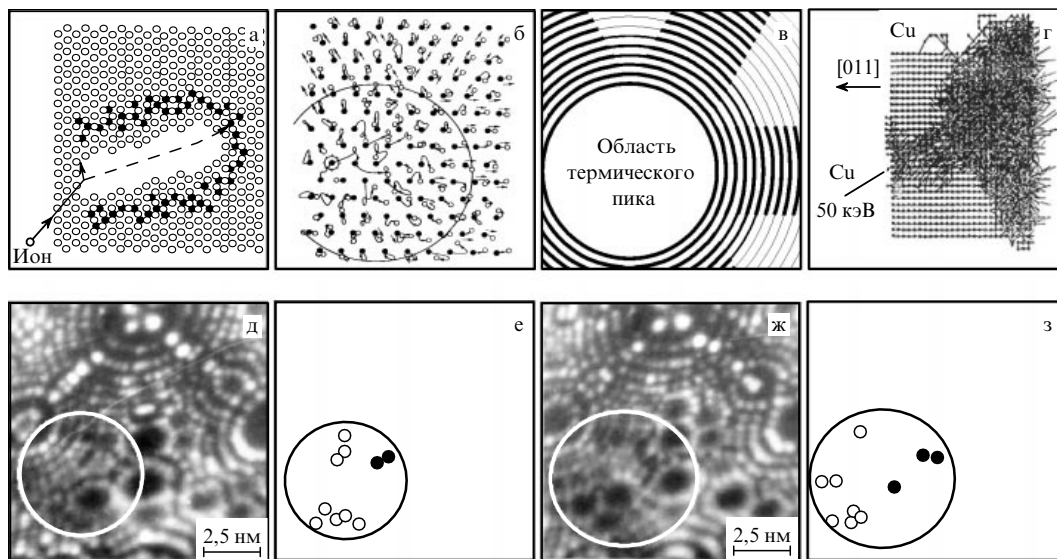 а
Ион
б
в
Область
термического
пика
г
Cu
[011]
Cu
50 кэВ
д
2,5 нм
е
ж
2,5 нм
з